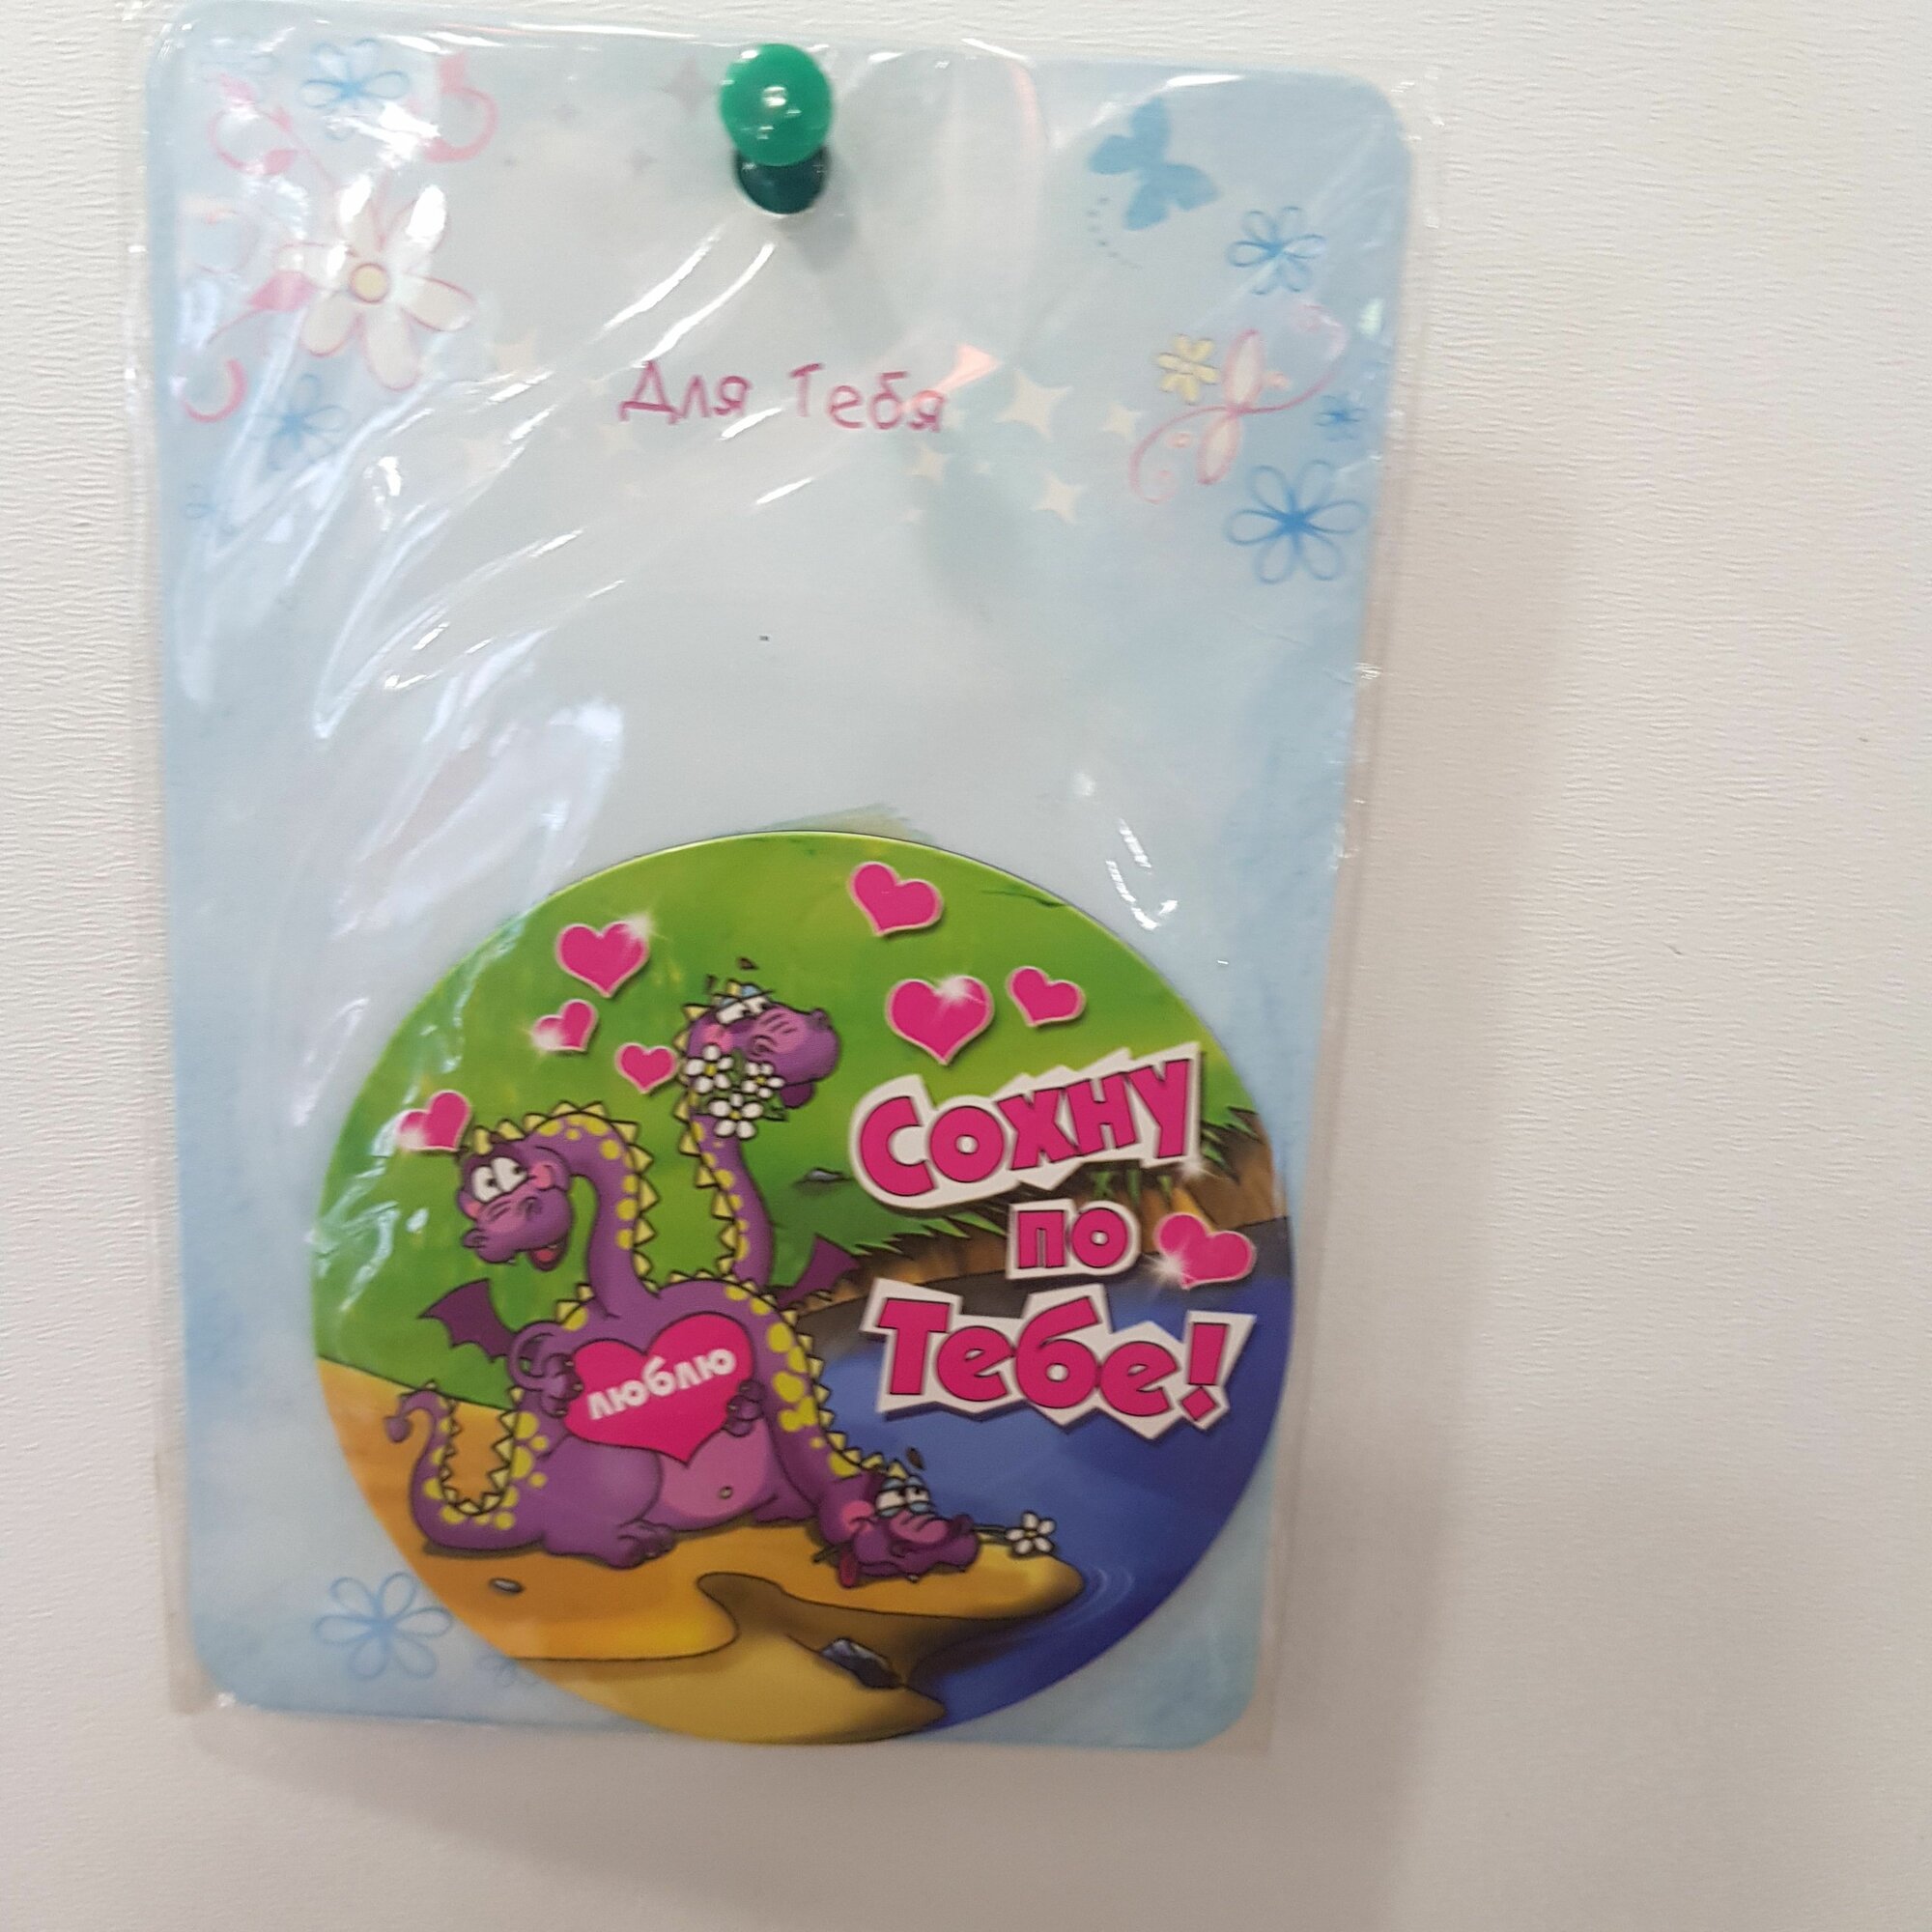 Для Тебя
Сохну
по
Тебе!
люблю